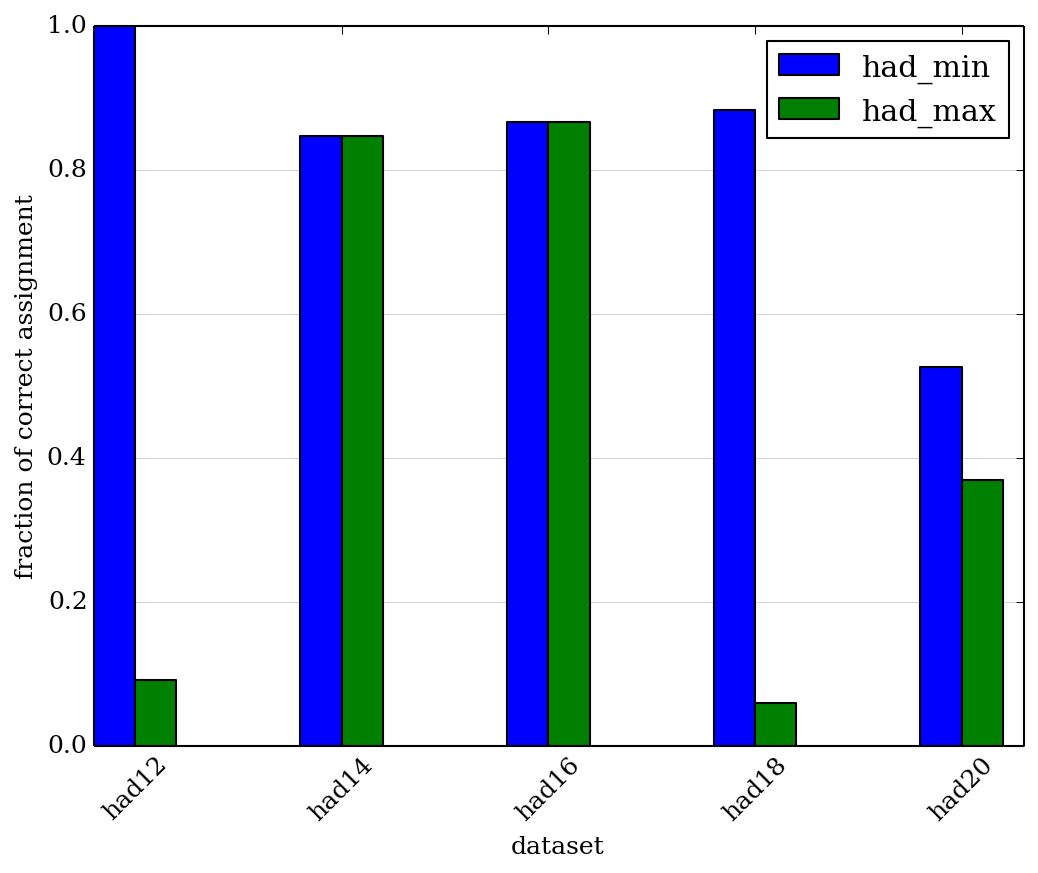 1.0
0.8
0.6
0.4
0.2
0.0
fraction of correct assignment
had_min
had_max
had12
had14
had16
had18
had20
dataset